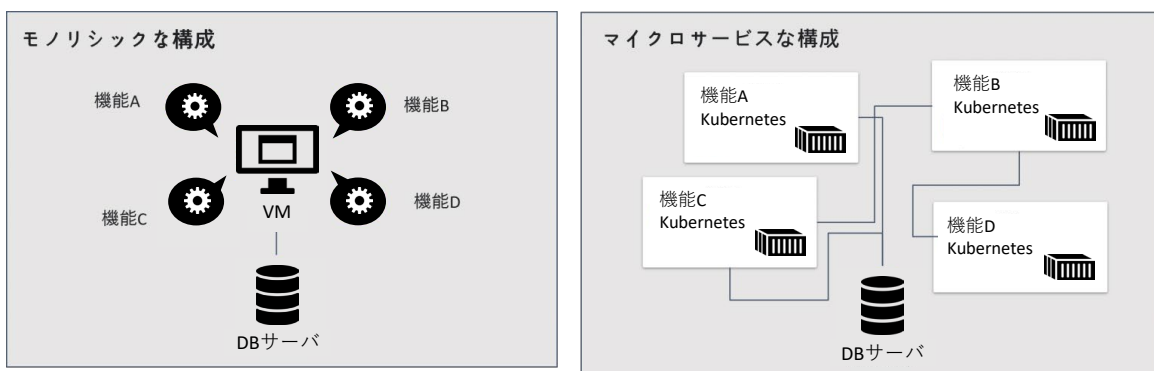 モノリシックな構成
機能A
機能B
機能C
機能D
VM
DBサーバ
マイクロサービスな構成
機能A
Kubernetes
機能B
Kubernetes
機能C
Kubernetes
機能D
Kubernetes
DBサーバ